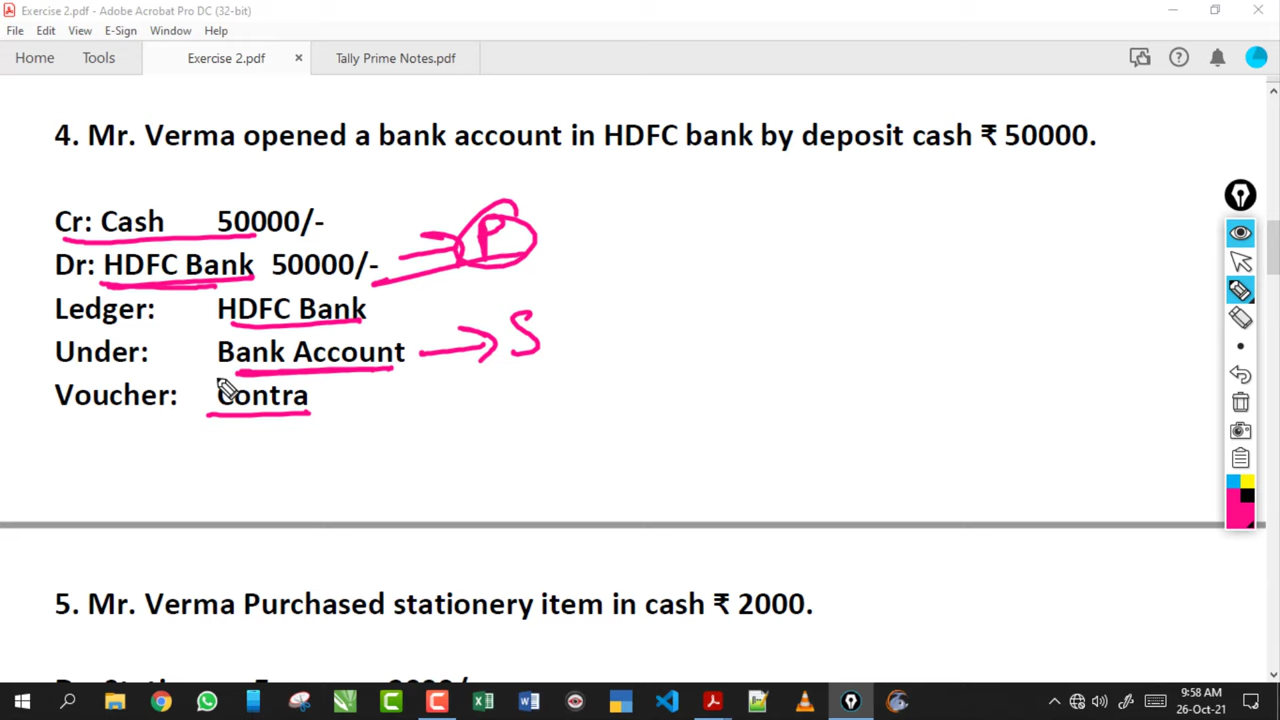 Exercise 2.pdf - Adobe Acrobat Pro DC (32-bit)
File Edit View E-Sign Window Help
Home Tools Exercise 2.pdf × Tally Prime Notes.pdf
4. Mr. Verma opened a bank account in HDFC bank by deposit cash ₹ 50000.
Cr: Cash 50000/-
P
Dr: HDFC Bank 50000/-
Ledger: HDFC Bank
Under: Bank Account S
Voucher: Contra
5. Mr. Verma Purchased stationery item in cash ₹ 2000.
9:58 AM
26-Oct-21